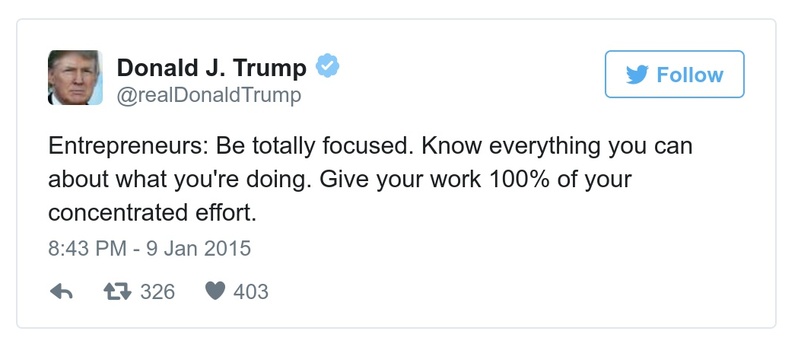 Donald J. Trump
@realDonaldTrump
Follow
Entrepreneurs: Be totally focused. Know everything you can
about what you're doing. Give your work 100% of your
concentrated effort.
8:43 PM - 9 Jan 2015
326 403